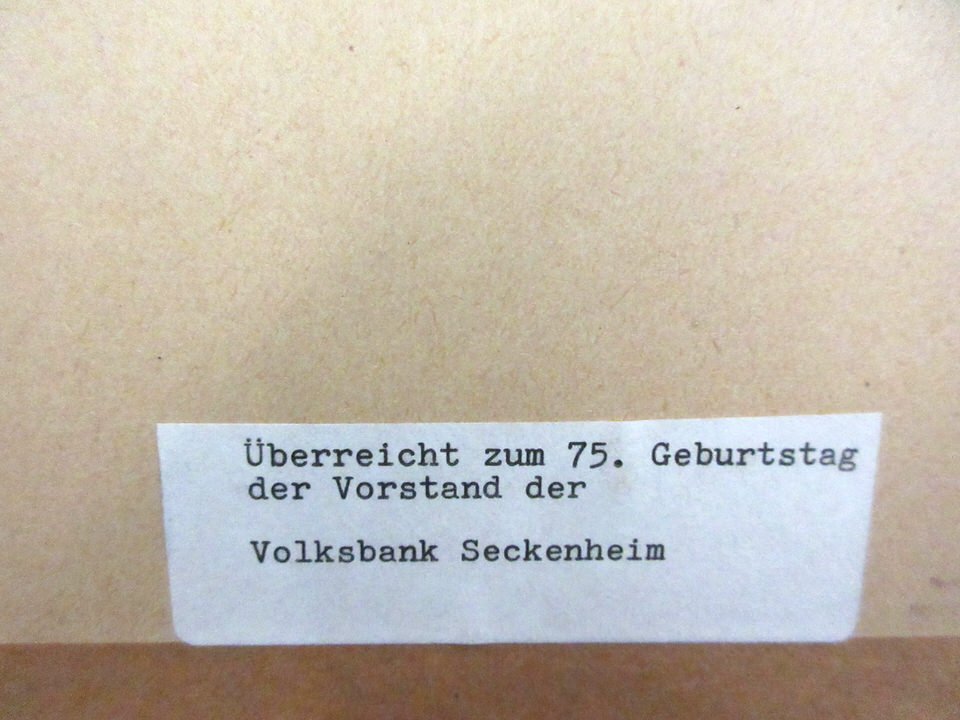 Überreicht zum 75. Geburtstag
der Vorstand der
Volksbank Seckenheim